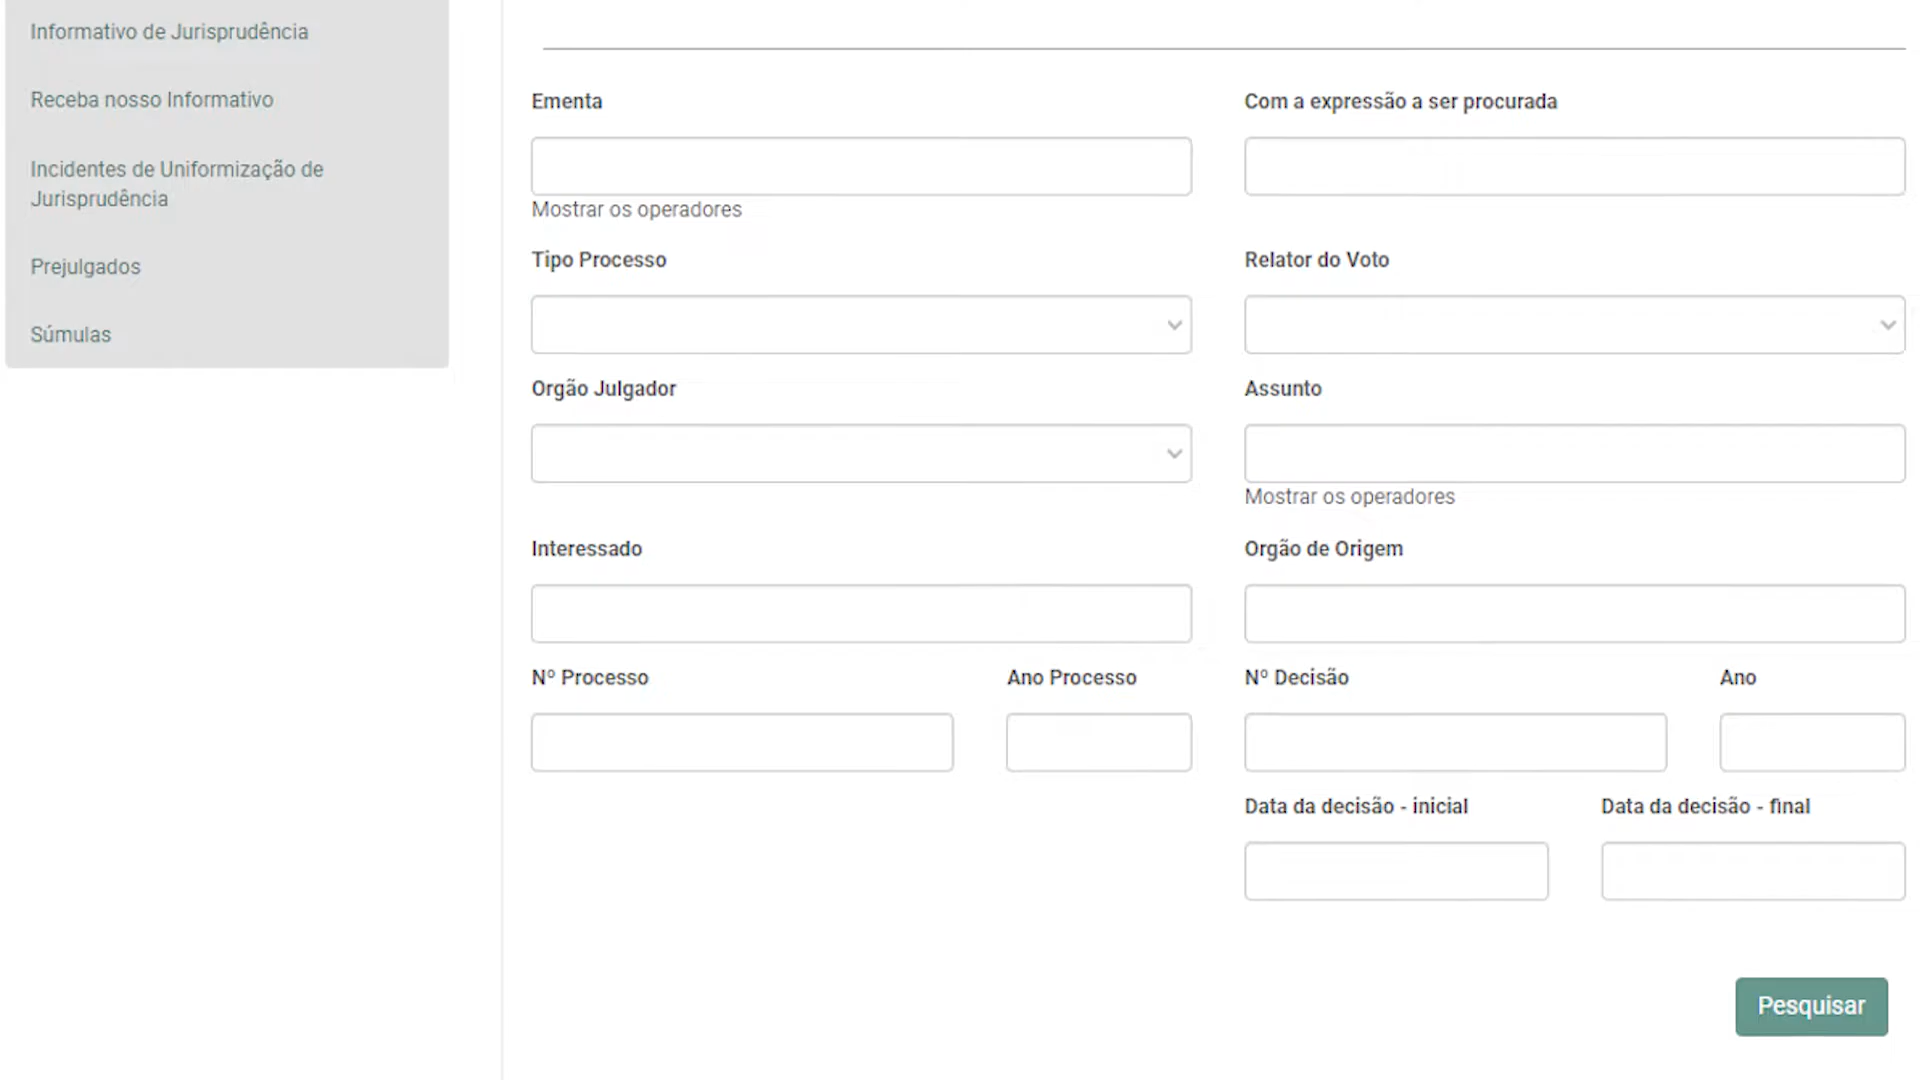 Informativo de Jurisprudência
Receba nosso Informativo
Incidentes de Uniformização de
Jurisprudência
Prejulgados
Súmulas
Ementa
Com a expressão a ser procurada
Mostrar os operadores
Tipo Processo
Relator do Voto
Orgão Julgador
Assunto
Mostrar os operadores
Interessado
Orgão de Origem
Nº Processo
Ano Processo
Nº Decisão
Ano
Data da decisão - inicial
Data da decisão - final
Pesquisar